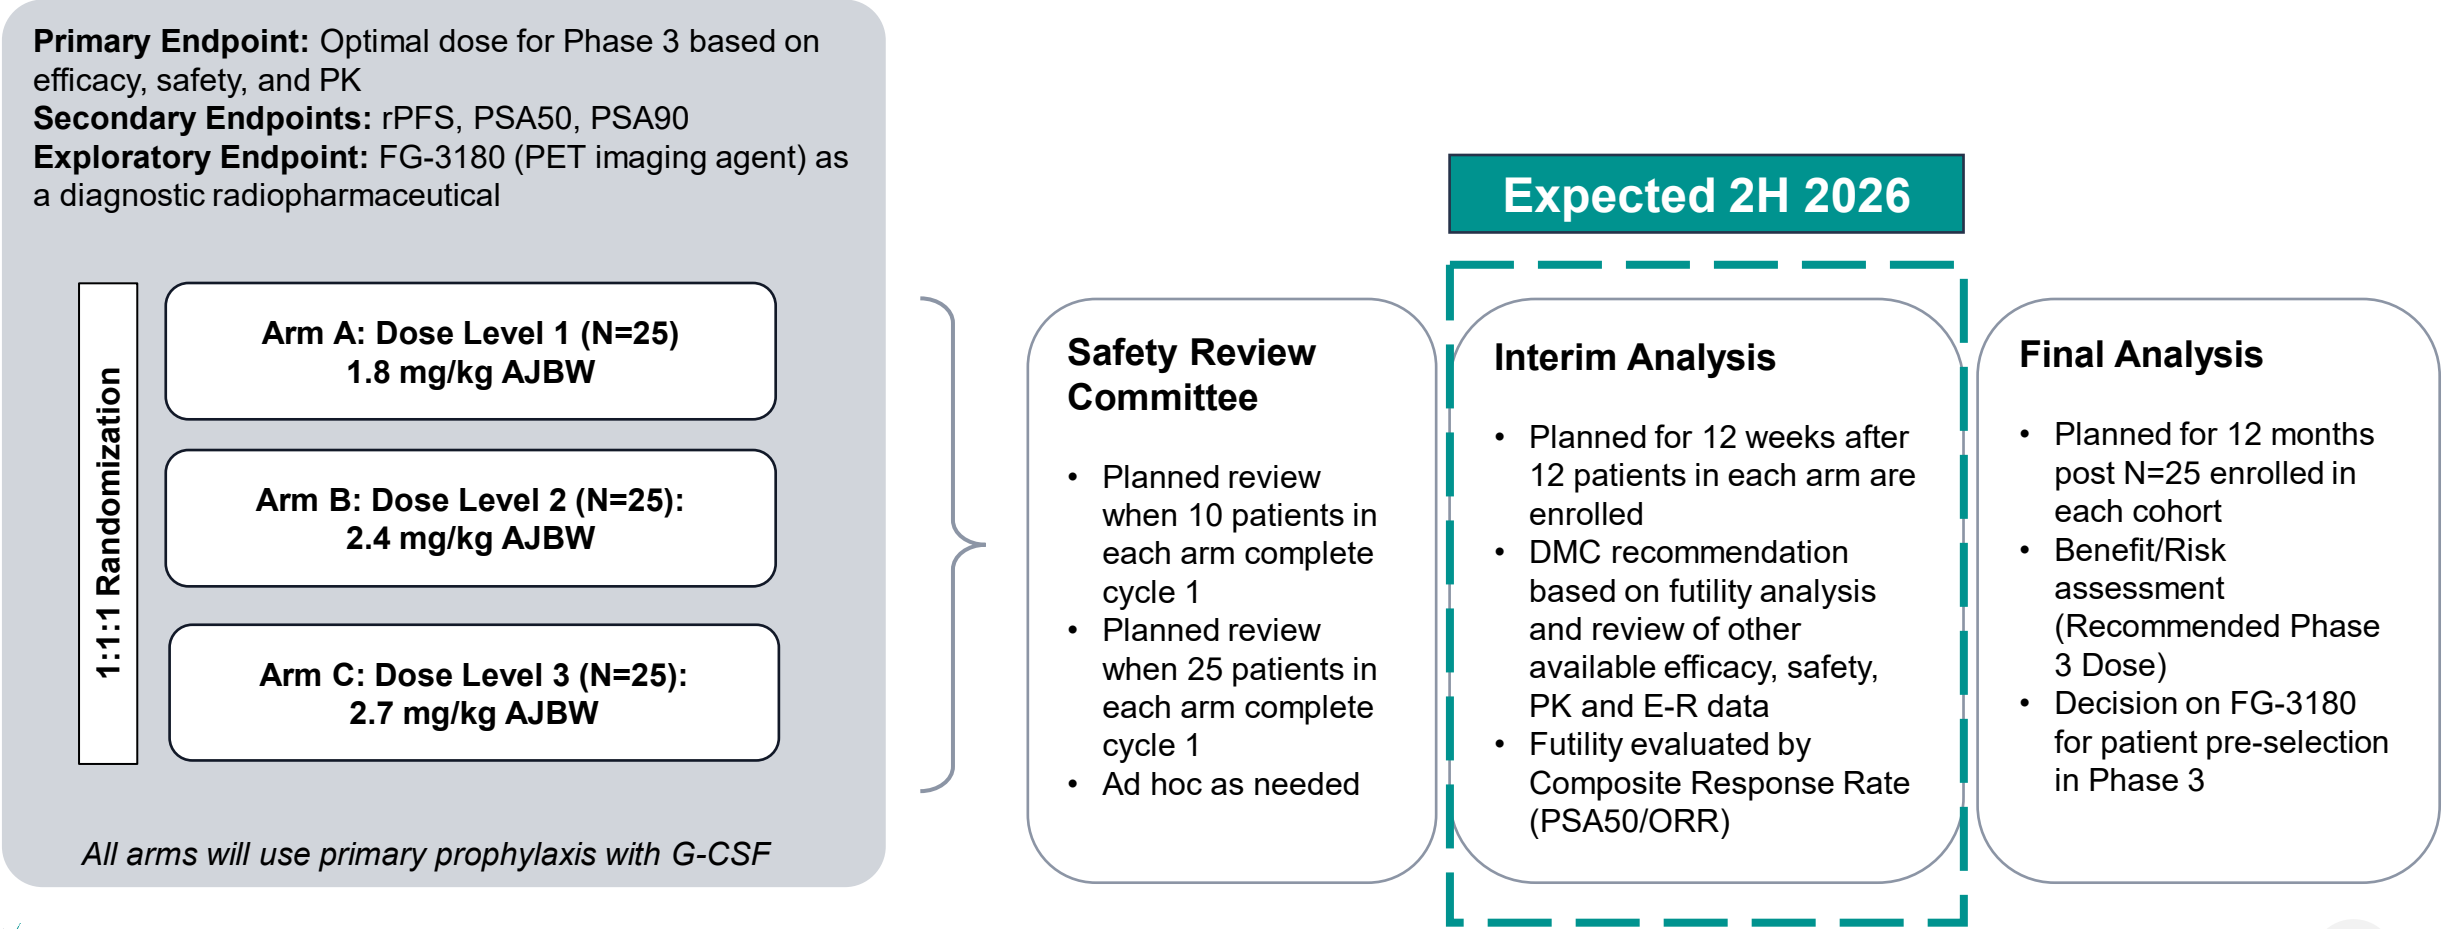 Primary Endpoint: Optimal dose for Phase 3 based on
efficacy, safety, and PK
Secondary Endpoints: rPFS, PSA50, PSA90
Exploratory Endpoint: FG-3180 (PET imaging agent) as
a diagnostic radiopharmaceutical
1:1:1 Randomization
Arm A: Dose Level 1 (N=25)
1.8 mg/kg AJBW
Arm B: Dose Level 2 (N=25):
2.4 mg/kg AJBW
Arm C: Dose Level 3 (N=25):
2.7 mg/kg AJBW
All arms will use primary prophylaxis with G-CSF
Safety Review
Committee
• Planned review
when 10 patients in
each arm complete
cycle 1
• Planned review
when 25 patients in
each arm complete
cycle 1
• Ad hoc as needed
Expected 2H 2026
Interim Analysis
• Planned for 12 weeks after
12 patients in each arm are
enrolled
• DMC recommendation
based on futility analysis
and review of other
available efficacy, safety,
PK and E-R data
• Futility evaluated by
Composite Response Rate
(PSA50/ORR)
Final Analysis
• Planned for 12 months
post N=25 enrolled in
each cohort
• Benefit/Risk
assessment
(Recommended Phase
3 Dose)
• Decision on FG-3180
for patient pre-selection
in Phase 3